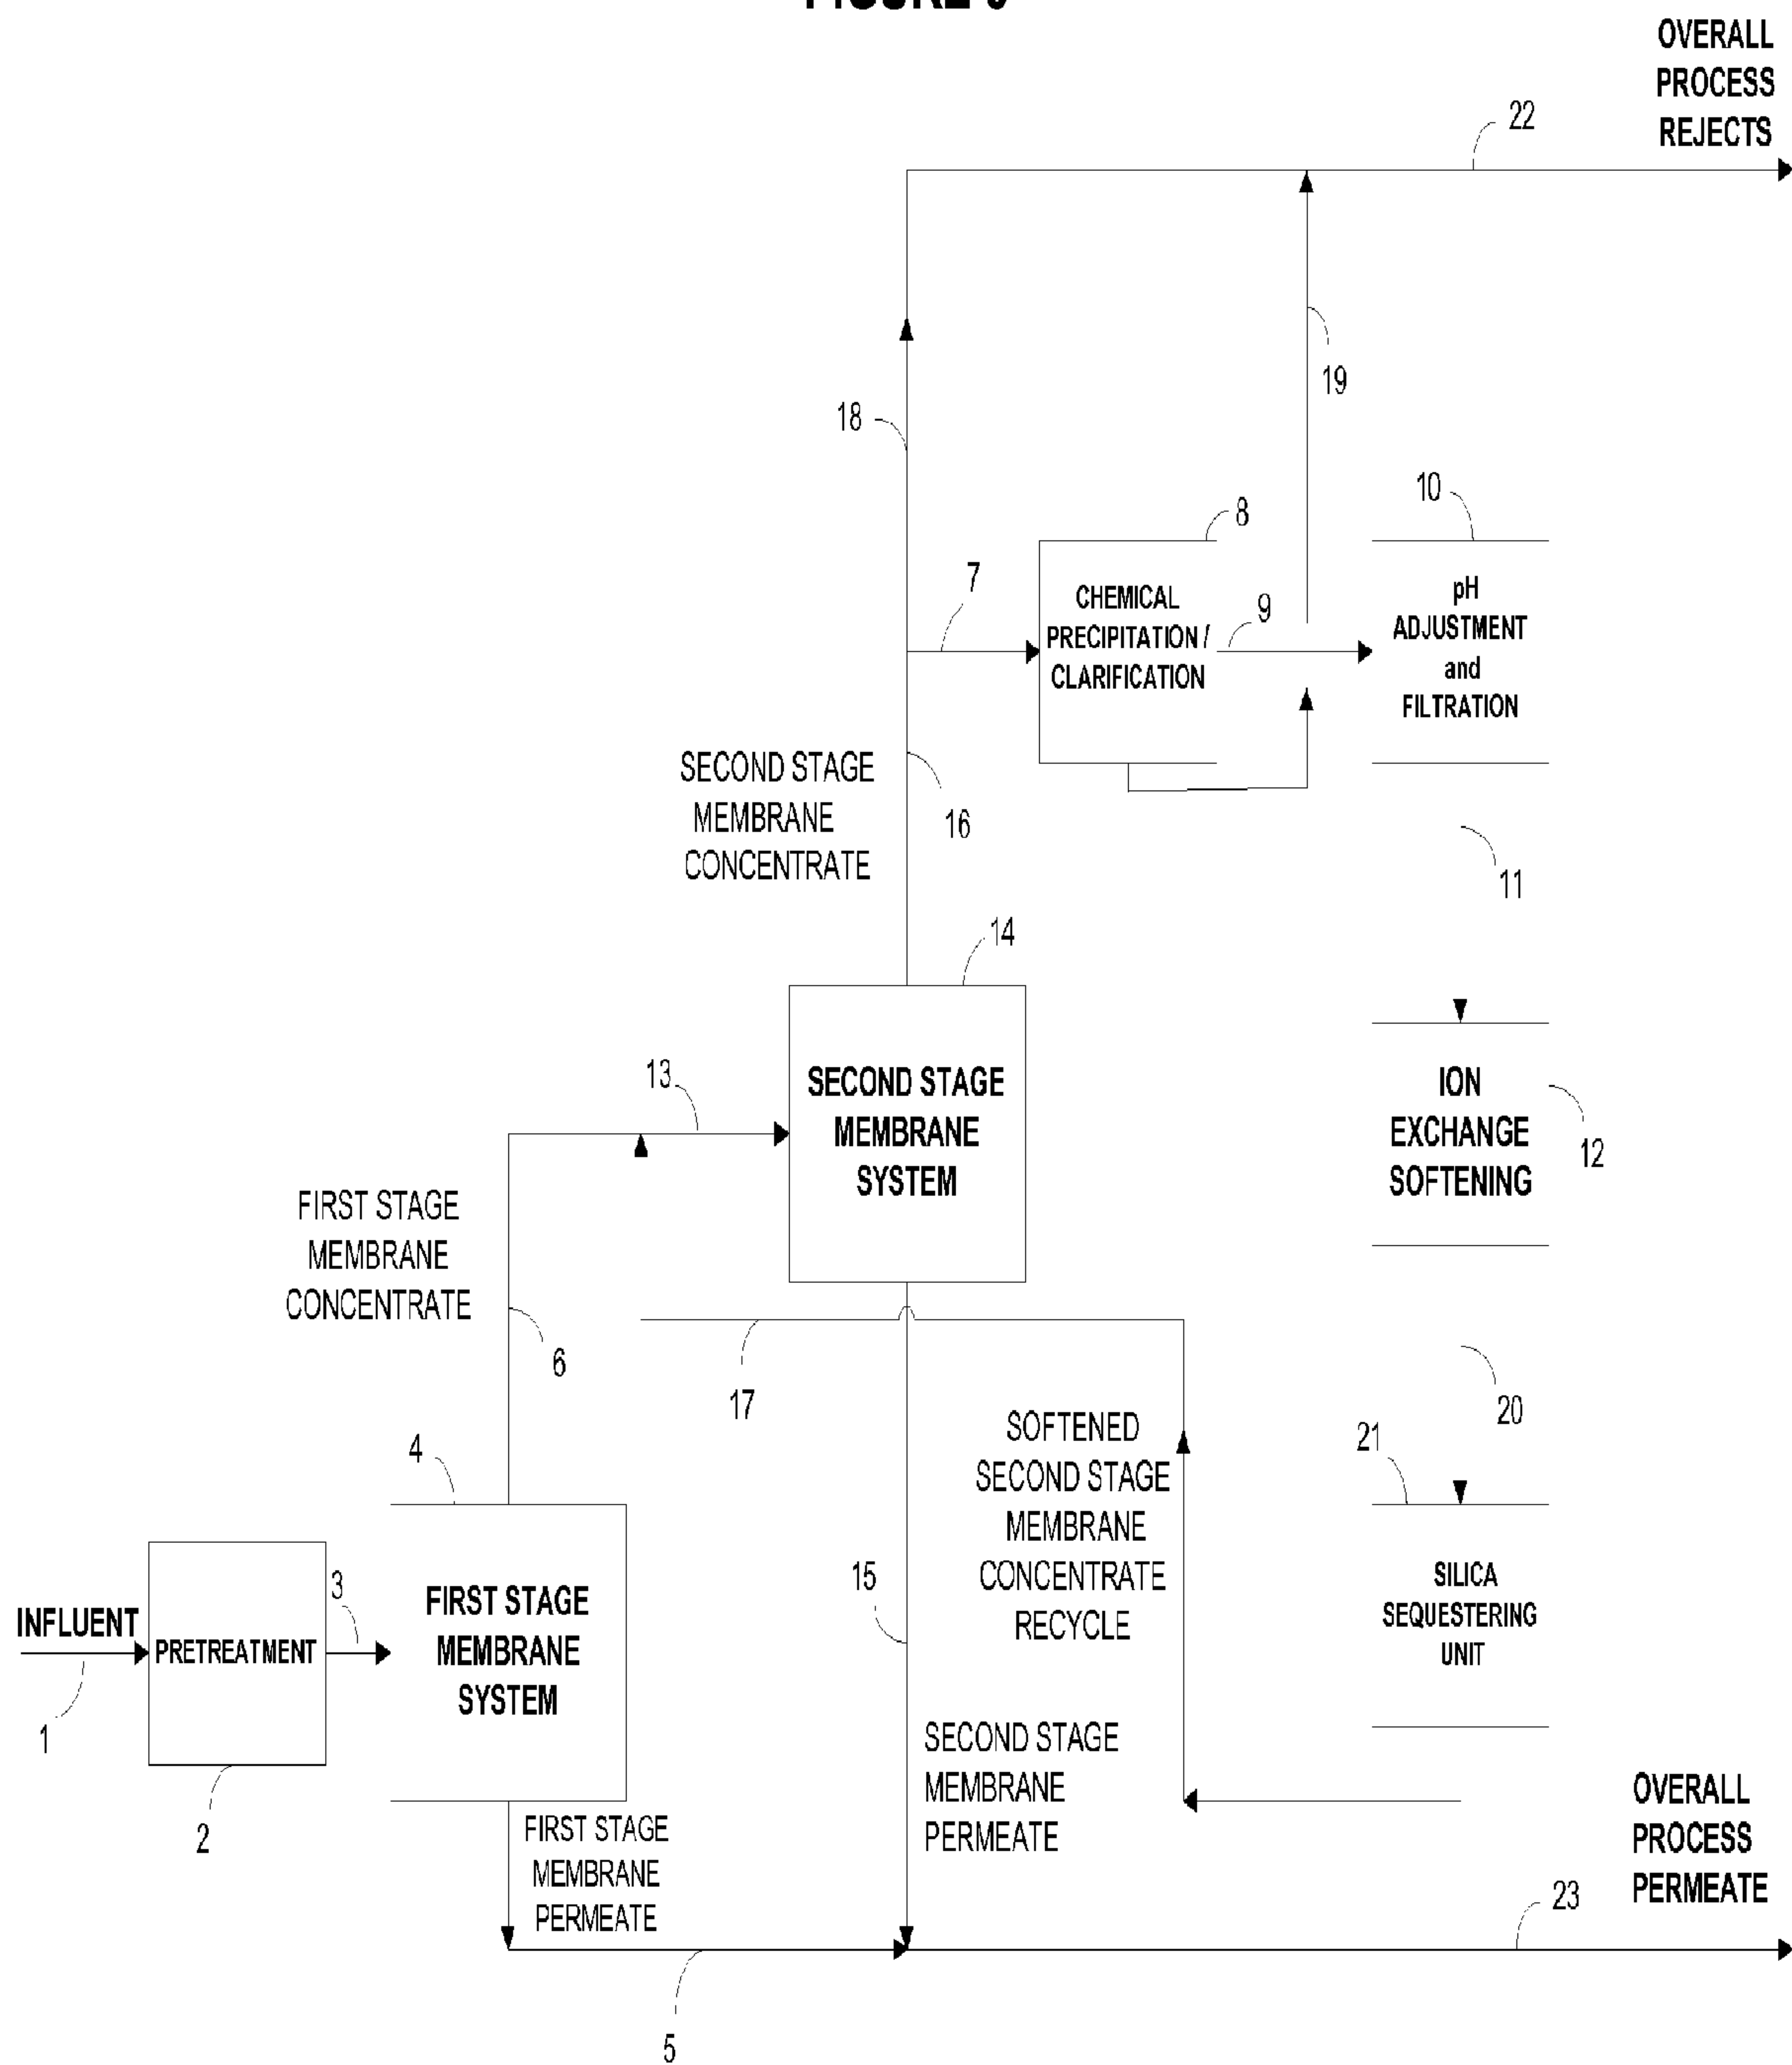 OVERALL
PROCESS
REJECTS
22
19
18
10
8
7
CHEMICAL
PRECIPITATION /
CLARIFICATION
9
pH
ADJUSTMENT
and
FILTRATION
SECOND STAGE
MEMBRANE
CONCENTRATE
16
11
14
13
SECOND STAGE
MEMBRANE
SYSTEM
ION
EXCHANGE
SOFTENING
12
FIRST STAGE
MEMBRANE
CONCENTRATE
6
17
20
4
SOFTENED
SECOND STAGE
MEMBRANE
CONCENTRATE
RECYCLE
21
15
INFLUENT
1
PRETREATMENT
2
3
FIRST STAGE
MEMBRANE
SYSTEM
SILICA
SEQUESTERING
UNIT
SECOND STAGE
MEMBRANE
PERMEATE
FIRST STAGE
MEMBRANE
PERMEATE
OVERALL
PROCESS
PERMEATE
23
5